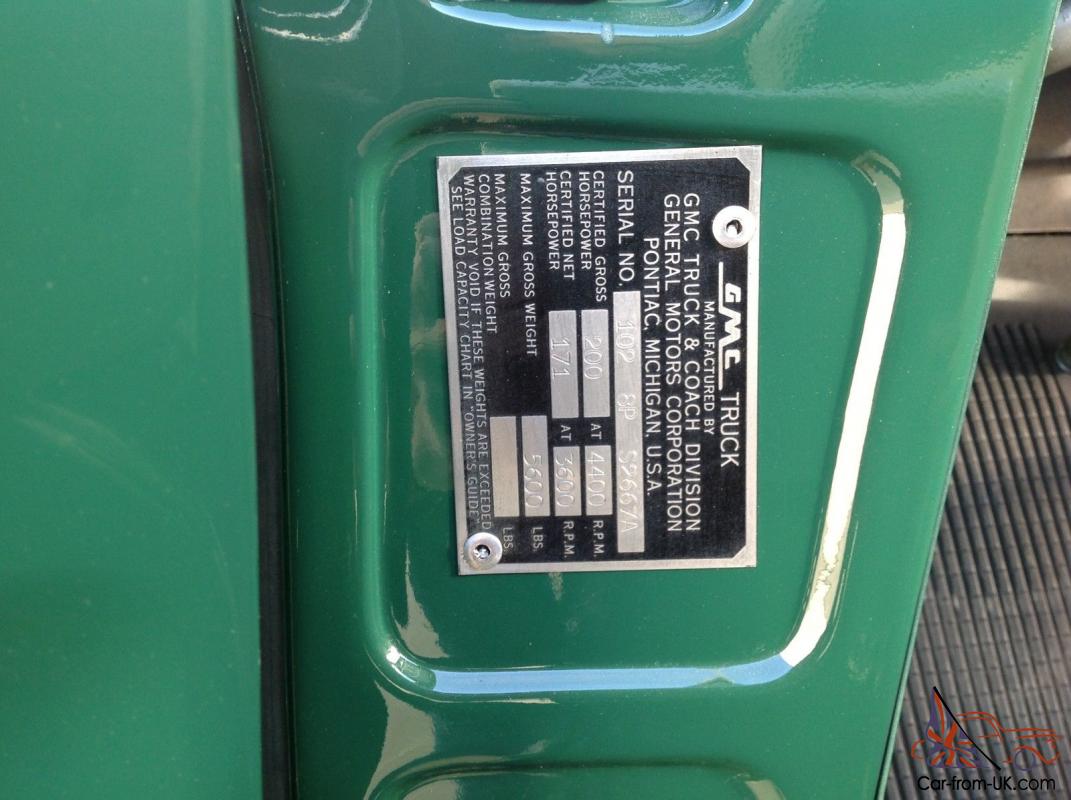 GMC TRUCK
MANUFACTURED BY
GMC TRUCK & COACH DIVISION
GENERAL MOTORS CORPORATION
PONTIAC, MICHIGAN. U.S.A.
SERIAL NO. 102 8P S2667A
CERTIFIED GROSS
HORSEPOWER 200 AT 4400 R.P.M.
CERTIFIED NET
HORSEPOWER 171 AT 3600 R.P.M.
MAXIMUM GROSS WEIGHT 5600 LBS.
MAXIMUM GROSS
COMBINATION WEIGHT LBS.
WARRANTY VOID IF THESE WEIGHTS ARE EXCEEDED
SEE LOAD CAPACITY CHART IN "OWNER'S GUIDE"
Car-from-UK.com